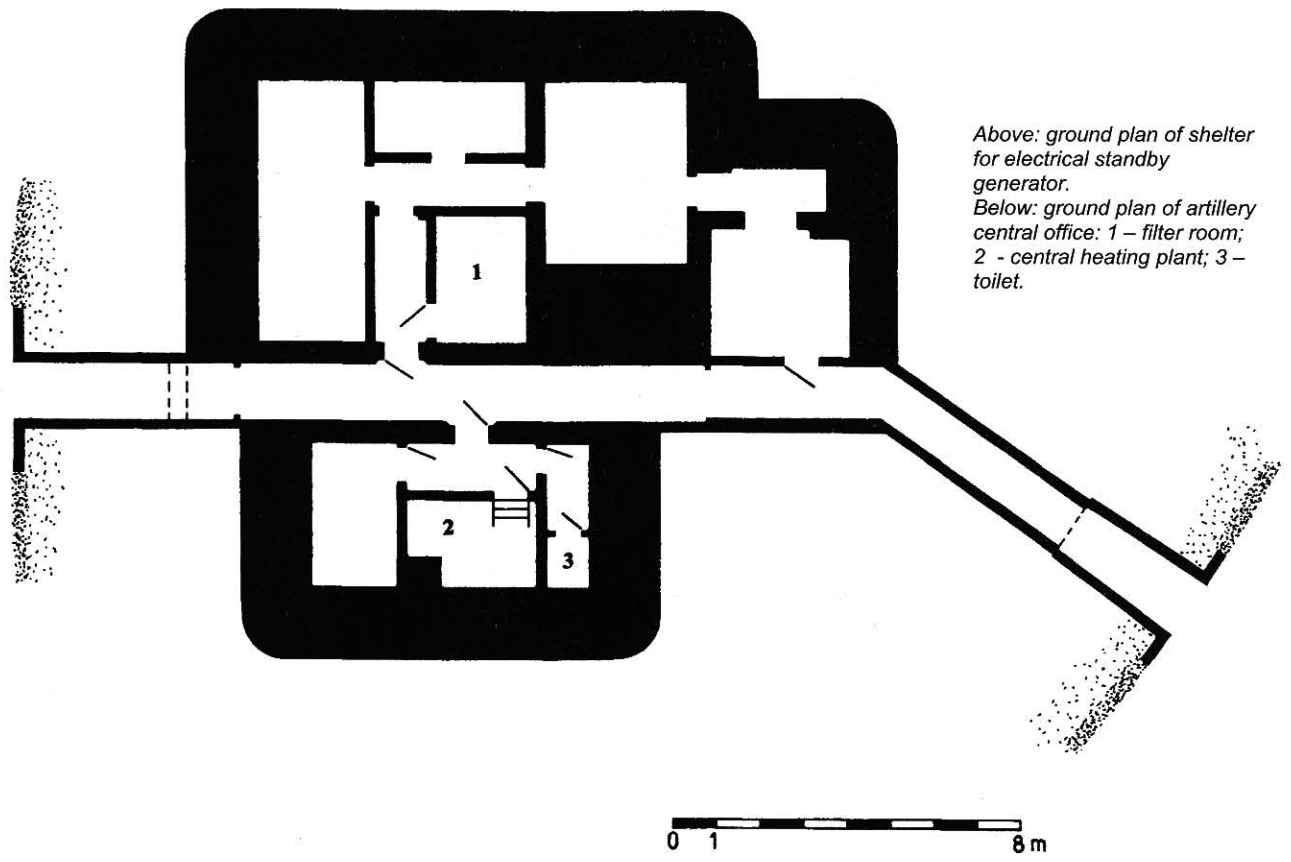 Above: ground plan of shelter
for electrical standby
generator.
Below: ground plan of artillery
central office: 1 – filter room;
2 - central heating plant; 3 –
toilet.
1
2
3
0 1 8 m